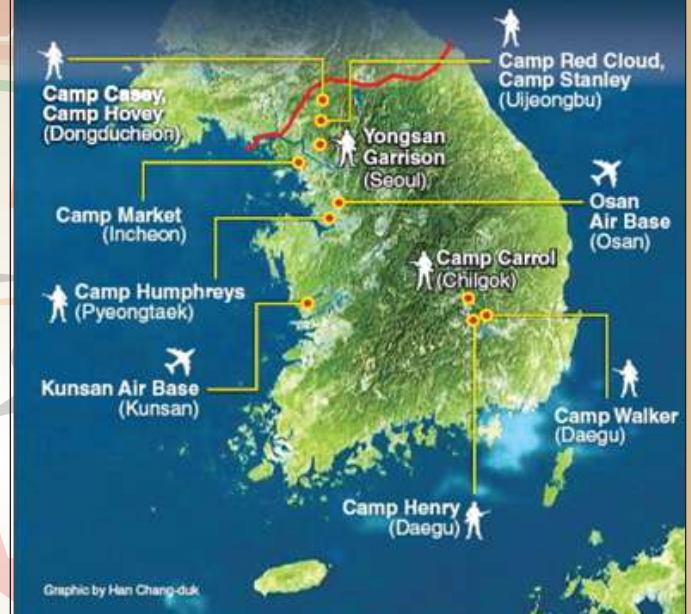 Camp Casey,
Camp Hovey
(Dongducheon)
Camp Red Cloud,
Camp Stanley
(Uijeongbu)
Yongsan
Garrison
(Seoul)
Camp Market
(Incheon)
Osan
Air Base
(Osan)
Camp Carrol
(Chilgok)
Camp Humphreys
(Pyeongtaek)
Kunsan Air Base
(Kunsan)
Camp Walker
(Daegu)
Camp Henry
(Daegu)
Graphic by Han Chang-duk